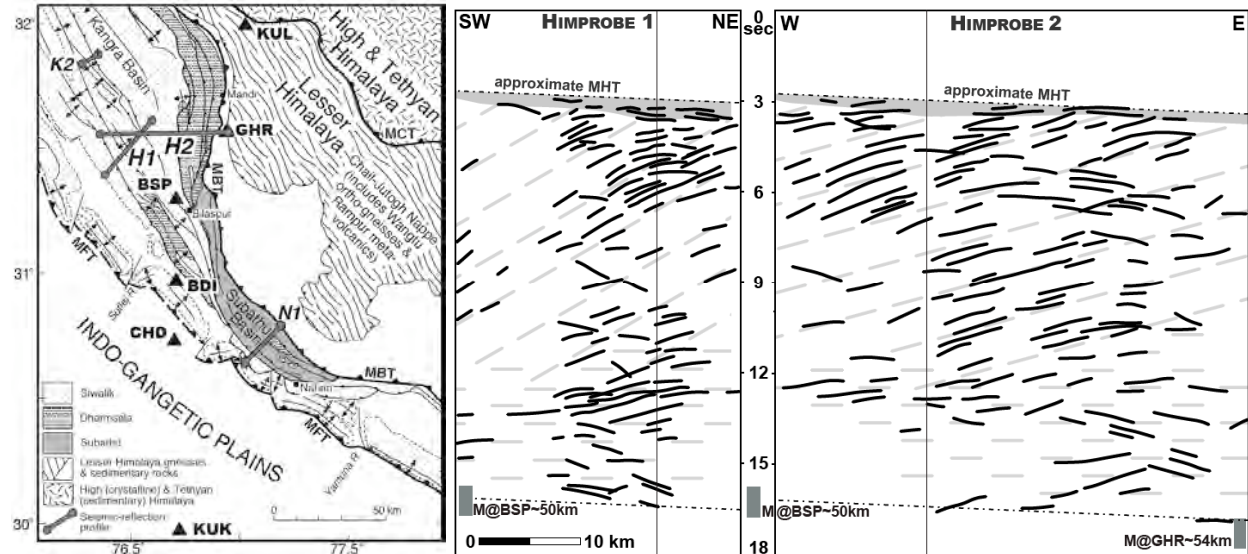 32°
31°
30°
76.5°
77.5°
KUL
High & Tethyan
Himalaya
K2
Kangra Basin
Mandi
Lesser
Himalaya
MCT
GHR
H1
H2
MBT
BSP
Bilaspur
Chail-Jutogh Nappe
(includes Wangtu
ortho-gneisses &
Rampur meta-
volcanics)
MFT
Sutlej R.
BDI
Subathu
Basin
N1
CHD
MBT
Nahan
INDO-GANGETIC PLAINS
MFT
Yamuna R.
Siwalik
Dharmsala
Subathu
Lesser Himalaya gneisses
& sedimentary rocks
High (crystalline) & Tethyan
(sedimentary) Himalaya
Seismic-reflection
profile
0 50 km
KUK
SW HIMPROBE 1 NE
approximate MHT
M@BSP~50km
0 10 km
0
sec
3
6
9
12
15
18
W HIMPROBE 2 E
approximate MHT
M@BSP~50km
M@GHR~54km